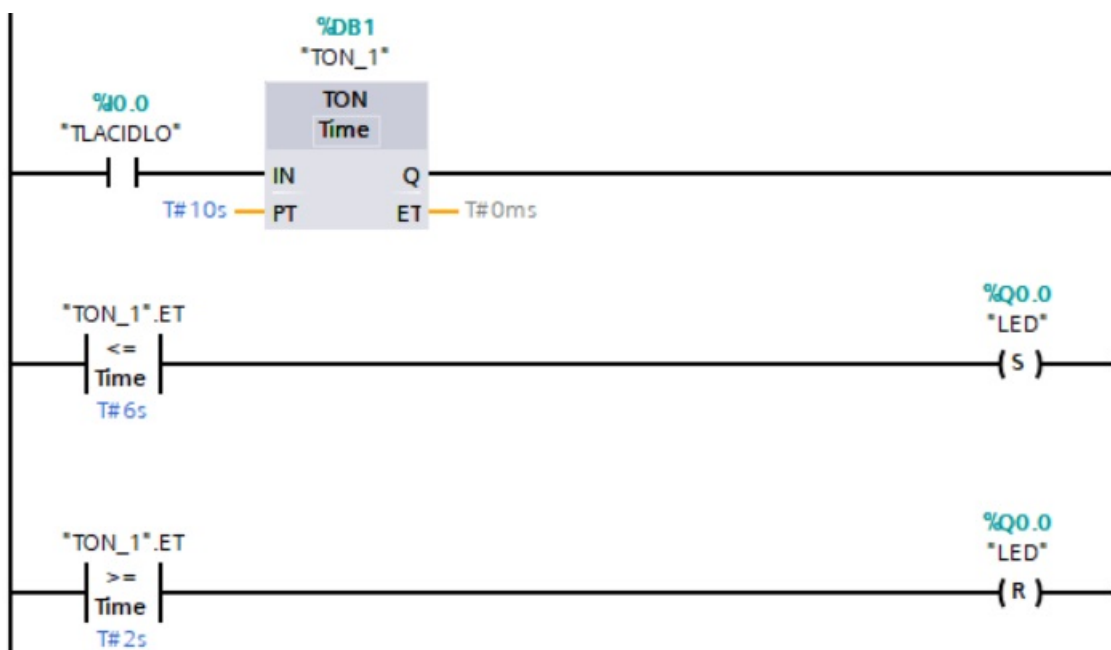 %DB1
"TON_1"
%I0.0
"TLACIDLO"
TON
Time
IN Q
T#10s PT ET T#0ms
"TON_1".ET
<=
Time
T#6s
%Q0.0
"LED"
S
"TON_1".ET
>=
Time
T#2s
%Q0.0
"LED"
R